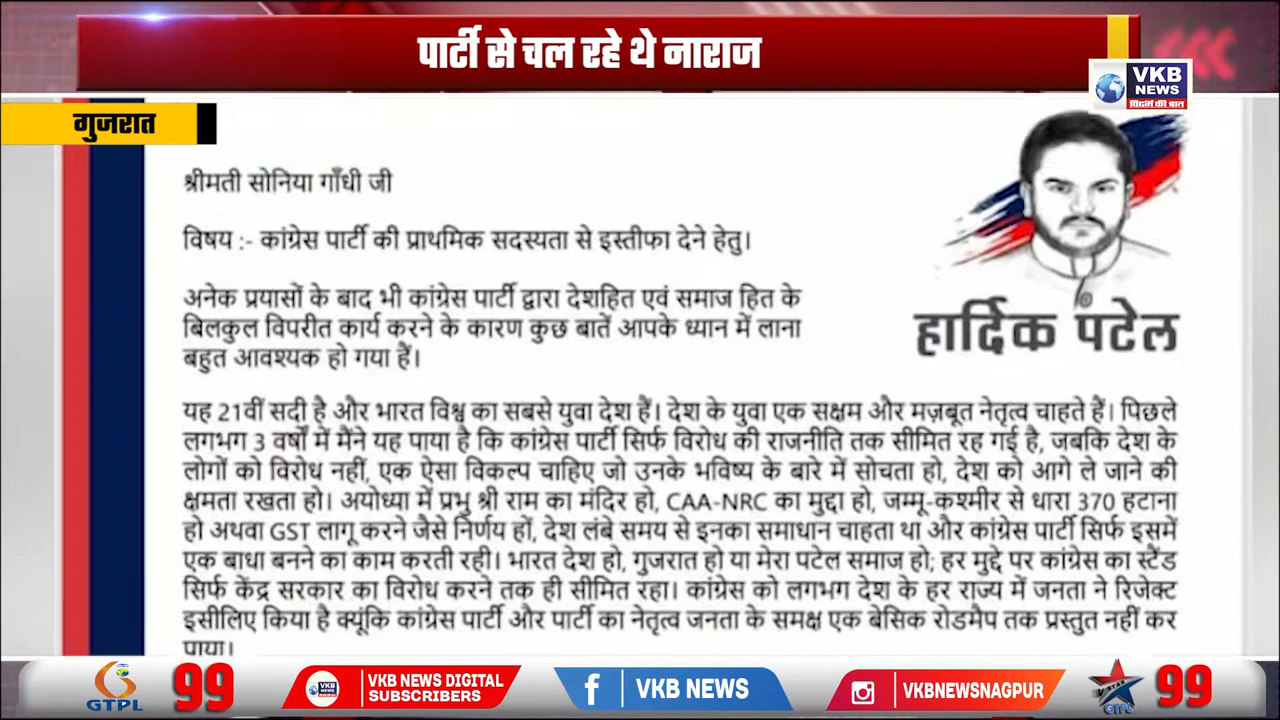 पार्टी से चल रहे थे नाराज
VKB
NEWS
विदर्भ की बात
गुजरात
श्रीमती सोनिया गाँधी जी
विषय :- कांग्रेस पार्टी की प्राथमिक सदस्यता से इस्तीफा देने हेतु।
हार्दिक पटेल
अनेक प्रयासों के बाद भी कांग्रेस पार्टी द्वारा देशहित एवं समाज हित के
बिलकुल विपरीत कार्य करने के कारण कुछ बातें आपके ध्यान में लाना
बहुत आवश्यक हो गया हैं।
यह 21वीं सदी है और भारत विश्व का सबसे युवा देश हैं। देश के युवा एक सक्षम और मज़बूत नेतृत्व चाहते हैं। पिछले
लगभग 3 वर्षों में मैंने यह पाया है कि कांग्रेस पार्टी सिर्फ विरोध की राजनीति तक सीमित रह गई है, जबकि देश के
लोगों को विरोध नहीं, एक ऐसा विकल्प चाहिए जो उनके भविष्य के बारे में सोचता हो, देश को आगे ले जाने की
क्षमता रखता हो। अयोध्या में प्रभु श्री राम का मंदिर हो, CAA-NRC का मुद्दा हो, जम्मू-कश्मीर से धारा 370 हटाना
हो अथवा GST लागू करने जैसे निर्णय हों, देश लंबे समय से इनका समाधान चाहता था और कांग्रेस पार्टी सिर्फ इसमें
एक बाधा बनने का काम करती रही। भारत देश हो, गुजरात हो या मेरा पटेल समाज हो; हर मुद्दे पर कांग्रेस का स्टैंड
सिर्फ केंद्र सरकार का विरोध करने तक ही सीमित रहा। कांग्रेस को लगभग देश के हर राज्य में जनता ने रिजेक्ट
इसीलिए किया है क्यूंकि कांग्रेस पार्टी और पार्टी का नेतृत्व जनता के समक्ष एक बेसिक रोडमैप तक प्रस्तुत नहीं कर
पाया।
GTPL
99
VKB NEWS DIGITAL
SUBSCRIBERS
VKB NEWS
VKBNEWSNAGPUR
V STAR
GTPL
99